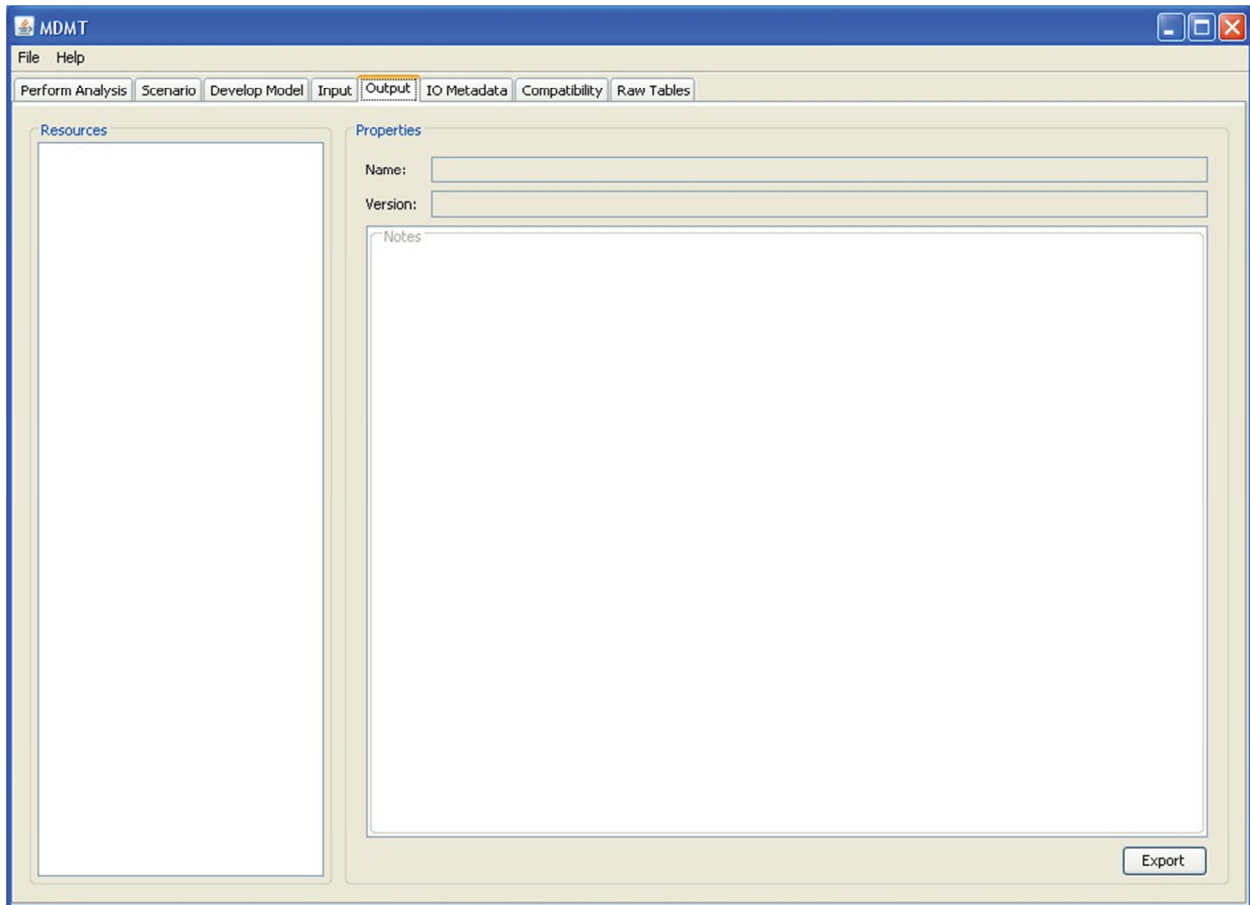 MDMT
File Help
Perform Analysis Scenario Develop Model Input Output IO Metadata Compatibility Raw Tables
Resources
Properties
Name:
Version:
Notes
Export